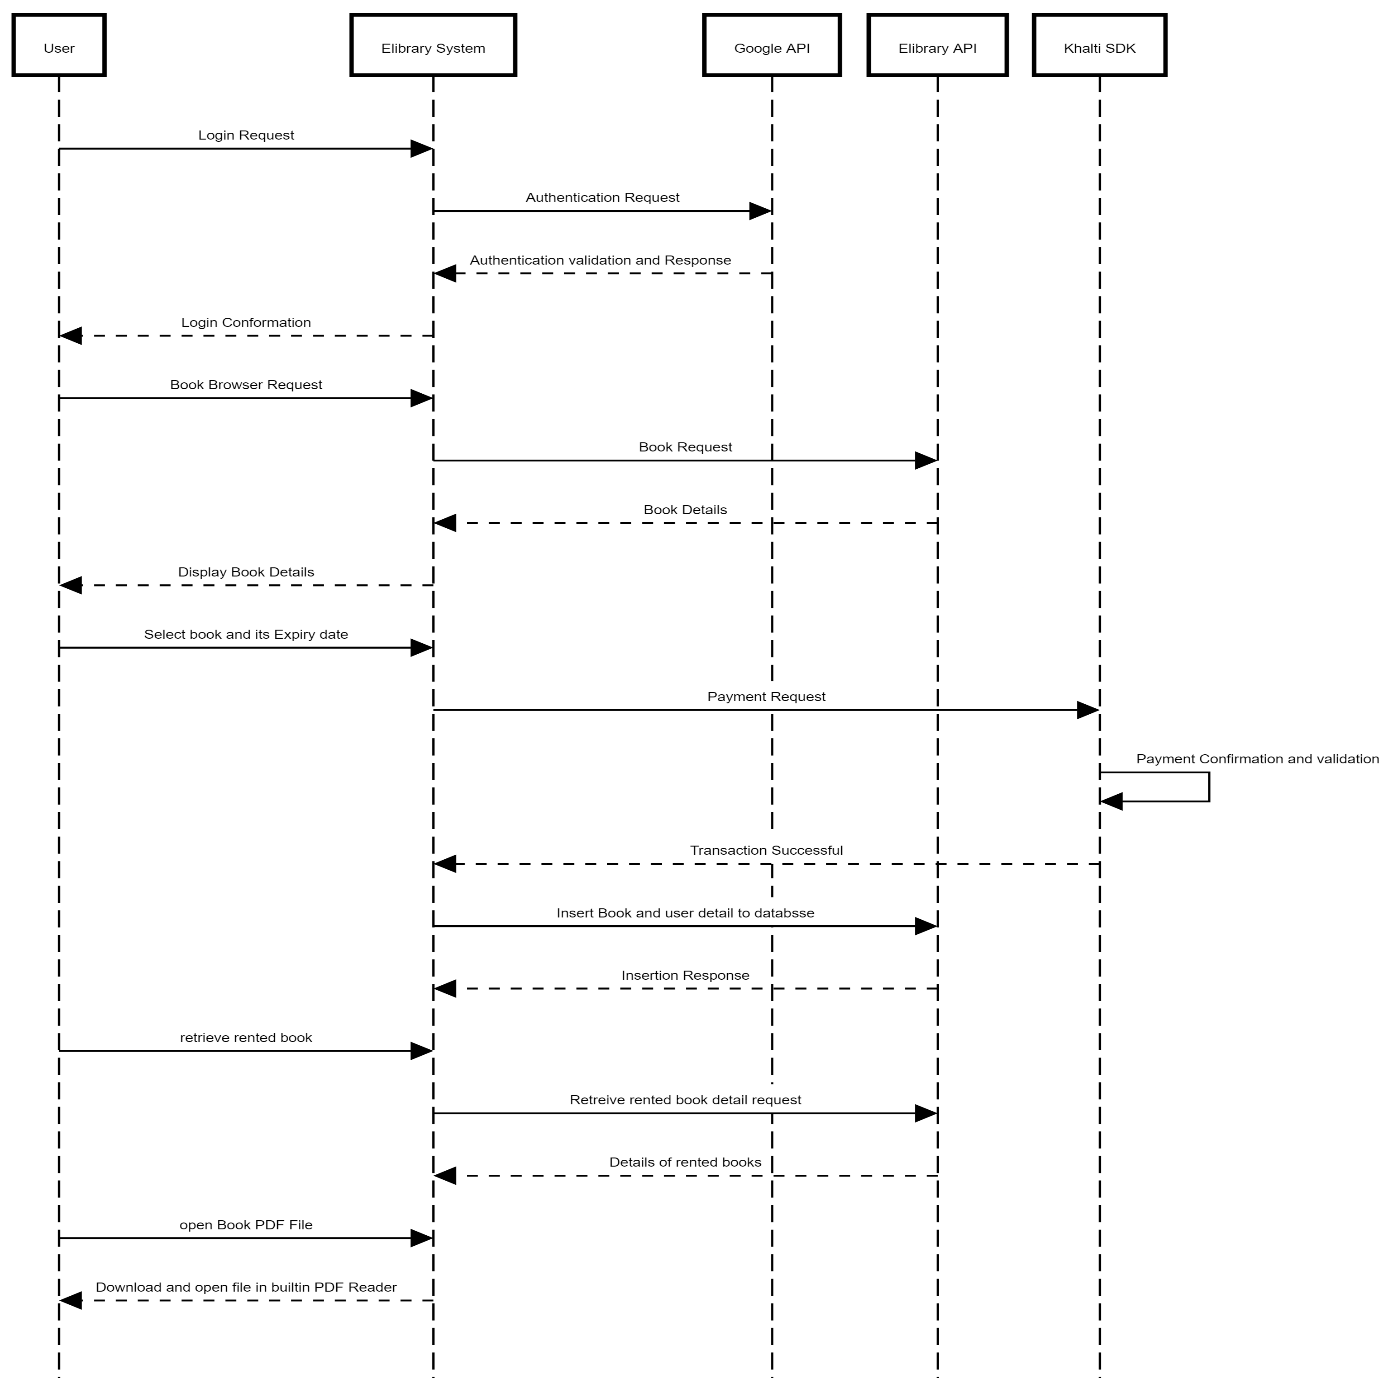 User
Elibrary System
Google API
Elibrary API
Khalti SDK
Login Request
Authentication Request
Authentication validation and Response
Login Conformation
Book Browser Request
Book Request
Book Details
Display Book Details
Select book and its Expiry date
Payment Request
Payment Confirmation and validation
Transaction Successful
Insert Book and user detail to databsse
Insertion Response
retrieve rented book
Retreive rented book detail request
Details of rented books
open Book PDF File
Download and open file in builtin PDF Reader